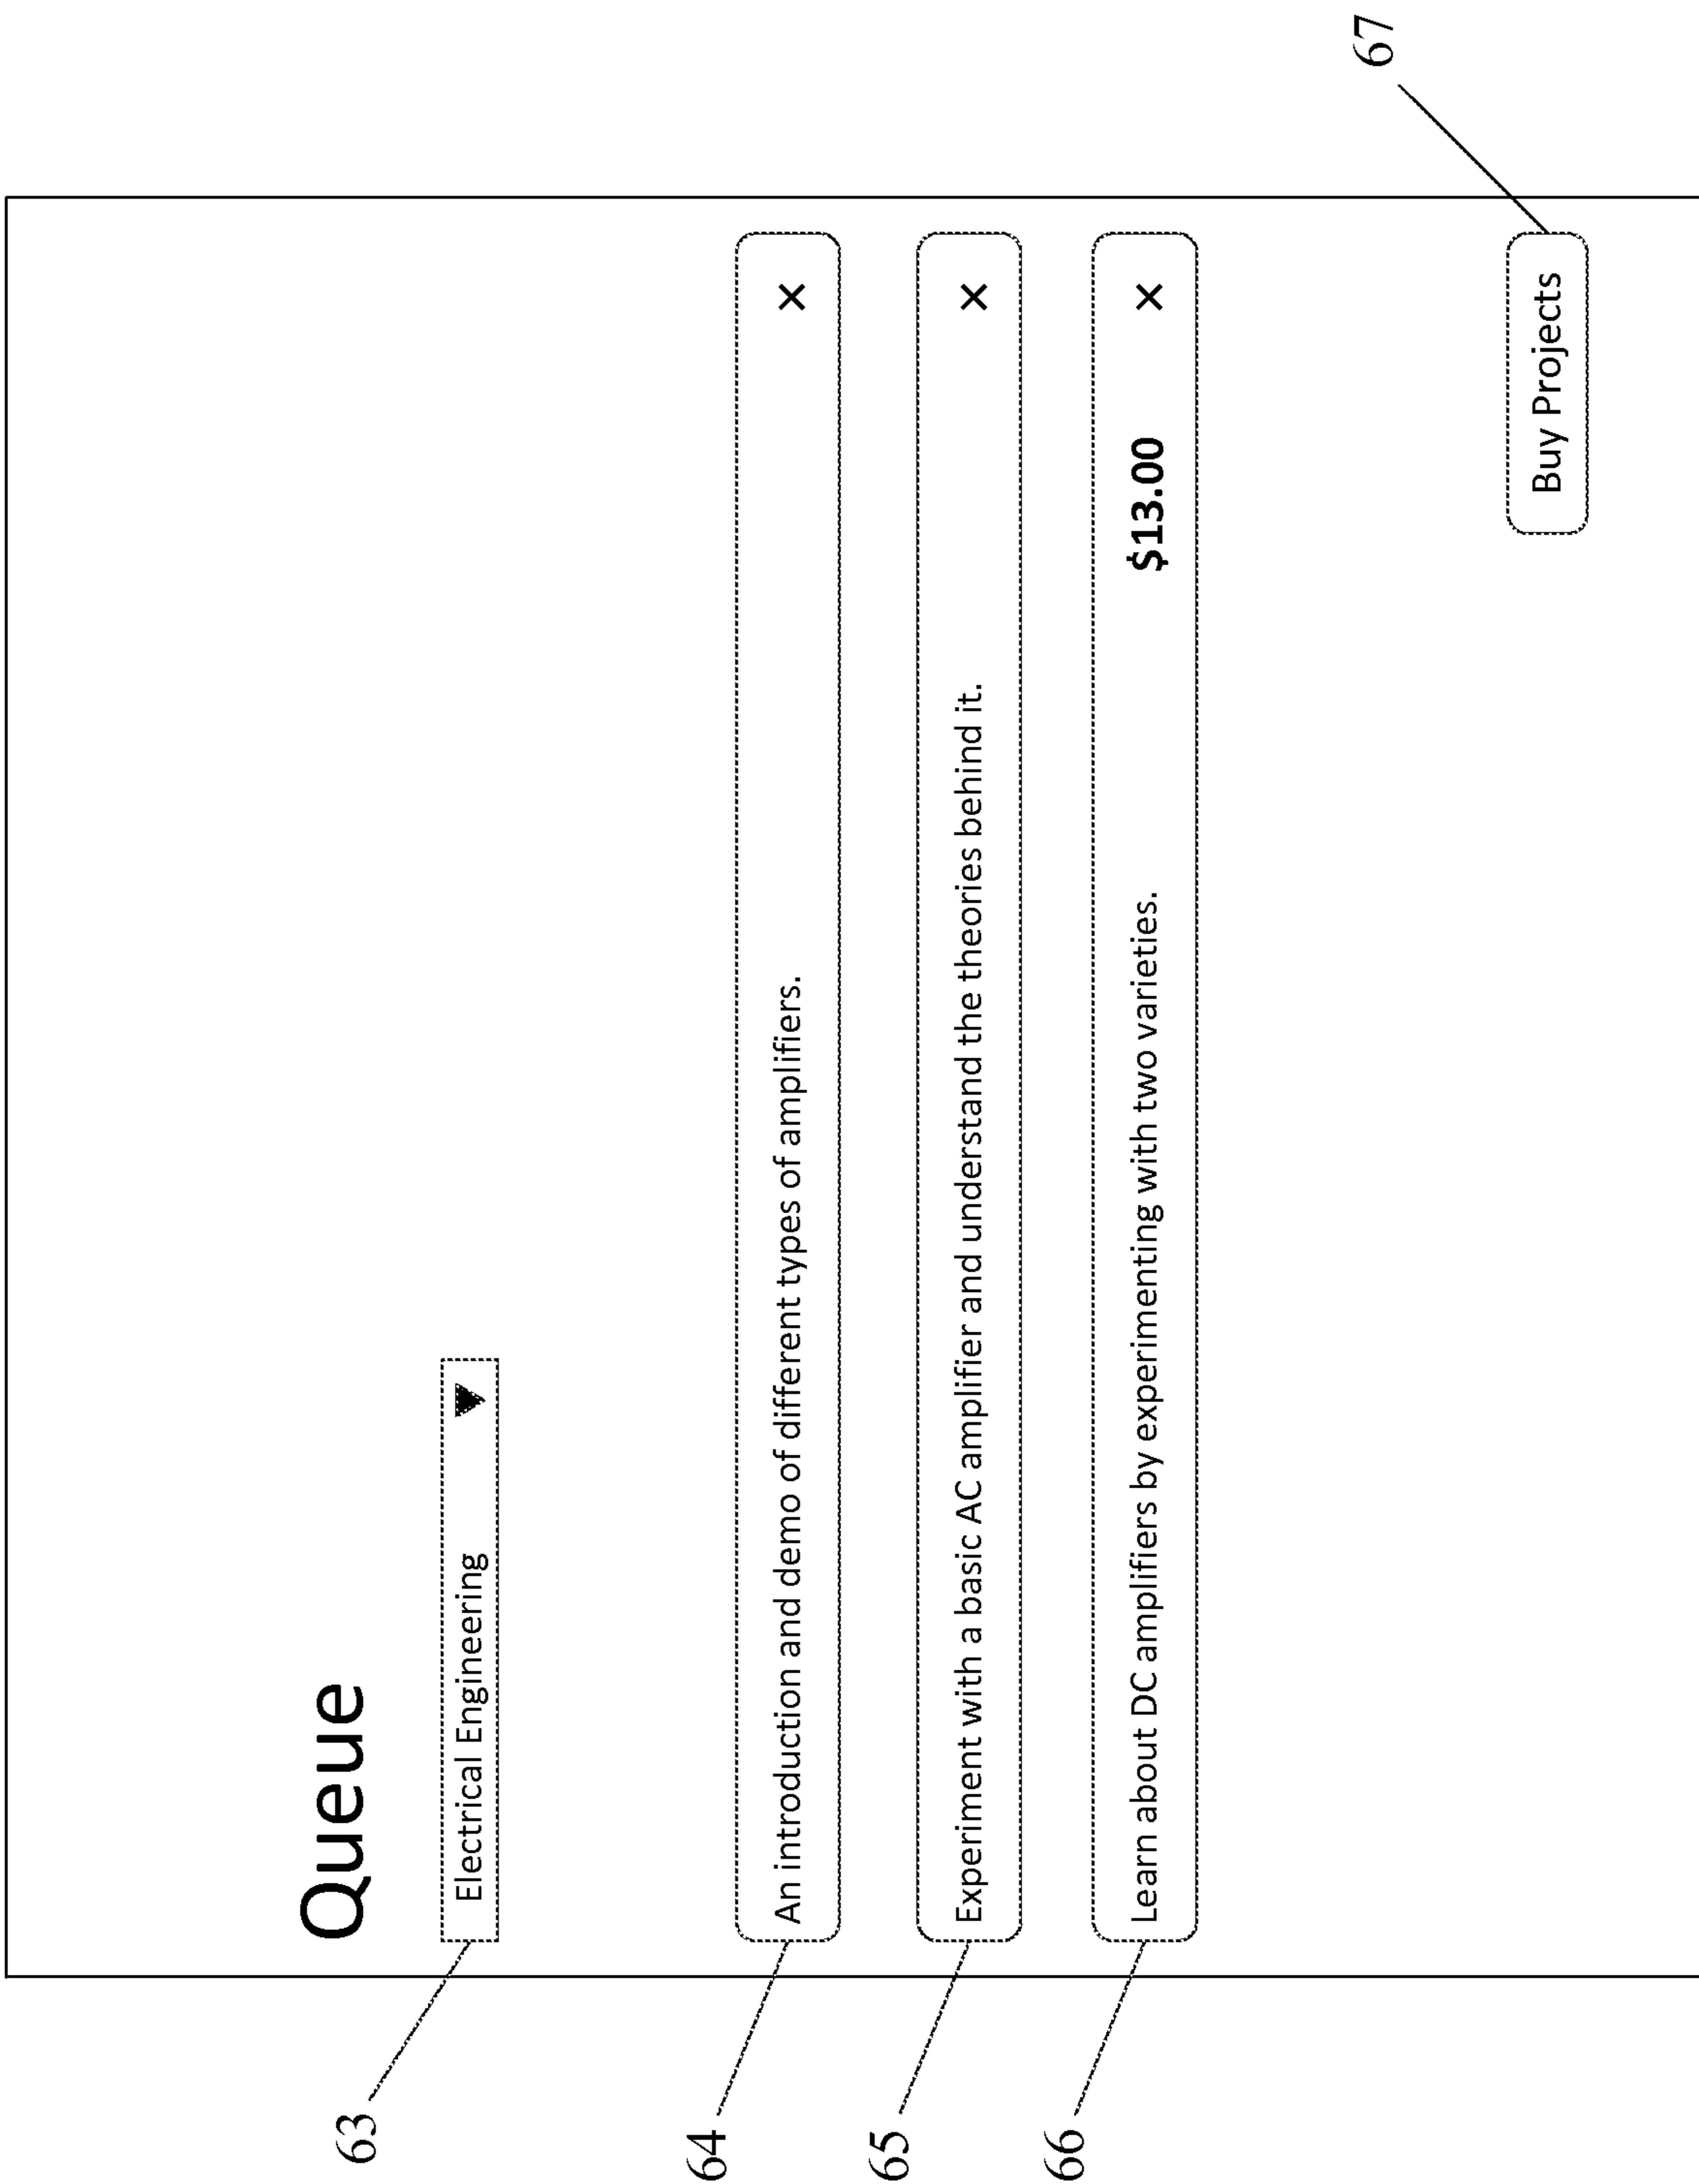 Queue
63
Electrical Engineering
64
An introduction and demo of different types of amplifiers. ×
65
Experiment with a basic AC amplifier and understand the theories behind it. ×
66
Learn about DC amplifiers by experimenting with two varieties. $13.00 ×
67
Buy Projects